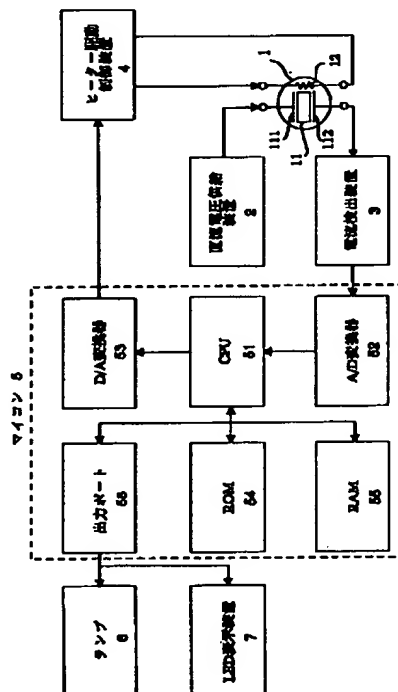 マイコン 5
ランプ
6
LED表示装置
7
出力ポート
56
ROM
54
RAM
55
D/A変換器
53
CPU
51
A/D変換器
52
ヒーター駆動
制御装置
4
直流電圧供給
装置
2
電流検出装置
3
1
12
111
11
112